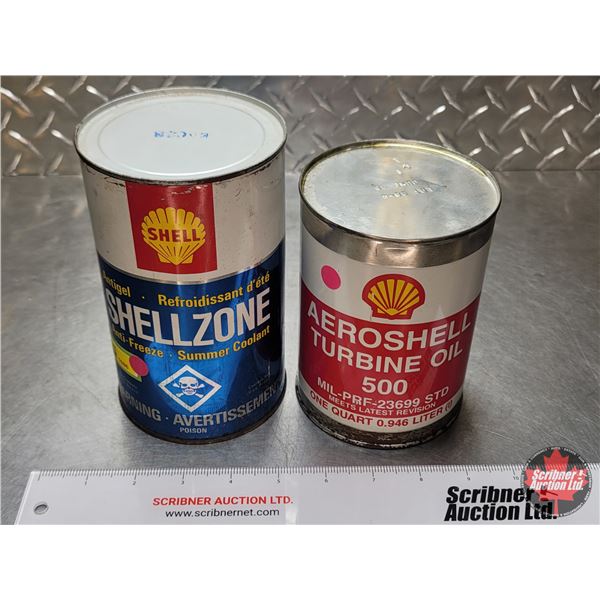 SHELL
Antigel · Refroidissant d'été
SHELLZONE
Anti-Freeze · Summer Coolant
WARNING · AVERTISSEMENT
POISON
AEROSHELL
TURBINE OIL
500
MIL-PRF-23699 STD
MEETS LATEST REVISION
ONE QUART 0.946 LITER
SCRIBNER AUCTION LTD.
www.scribnernet.com
Scribner
Auction Ltd.
Scribner
Auction Ltd.